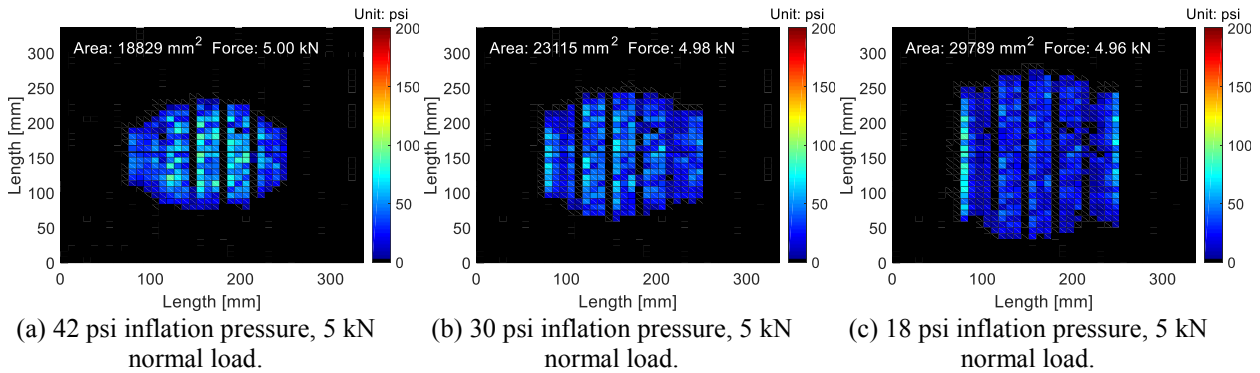 Unit: psi
Area: 18829 mm² Force: 5.00 kN
Length [mm]
300
250
200
150
100
50
0
0 100 200 300
Length [mm]
200
150
100
50
0
(a) 42 psi inflation pressure, 5 kN
normal load.
Unit: psi
Area: 23115 mm² Force: 4.98 kN
Length [mm]
300
250
200
150
100
50
0
0 100 200 300
Length [mm]
200
150
100
50
0
(b) 30 psi inflation pressure, 5 kN
normal load.
Unit: psi
Area: 29789 mm² Force: 4.96 kN
Length [mm]
300
250
200
150
100
50
0
0 100 200 300
Length [mm]
200
150
100
50
0
(c) 18 psi inflation pressure, 5 kN
normal load.